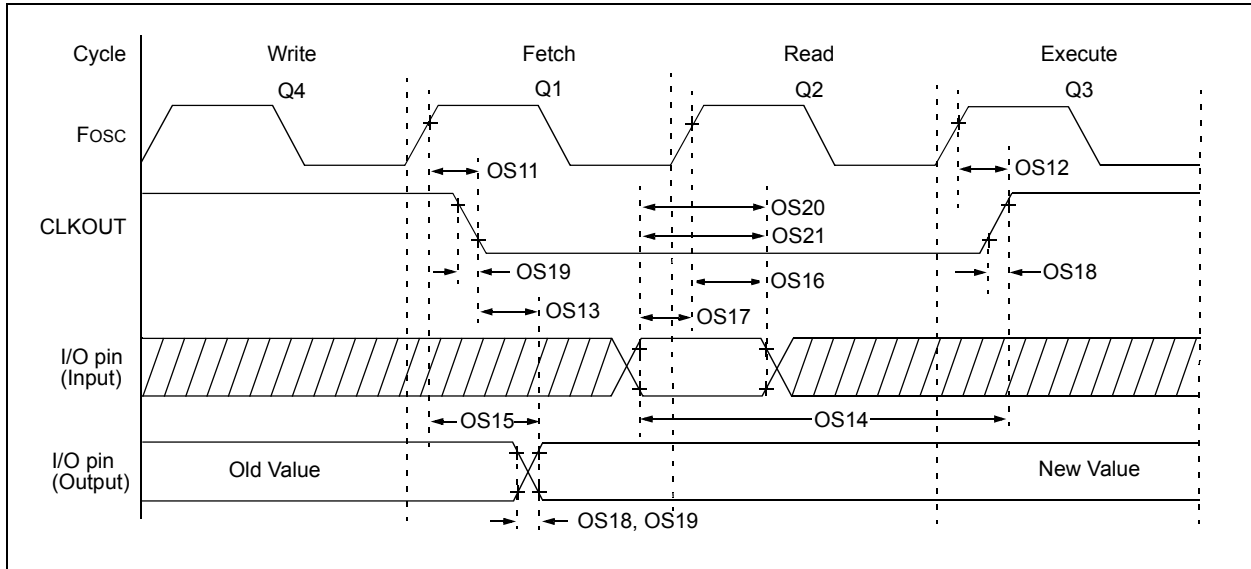 Cycle Write Fetch Read Execute
Q4 Q1 Q2 Q3
Fosc
OS11 OS12
OS20
CLKOUT OS21
OS19 OS16 OS18
OS13 OS17
I/O pin
(Input)
OS15 OS14
I/O pin
(Output) Old Value New Value
OS18, OS19